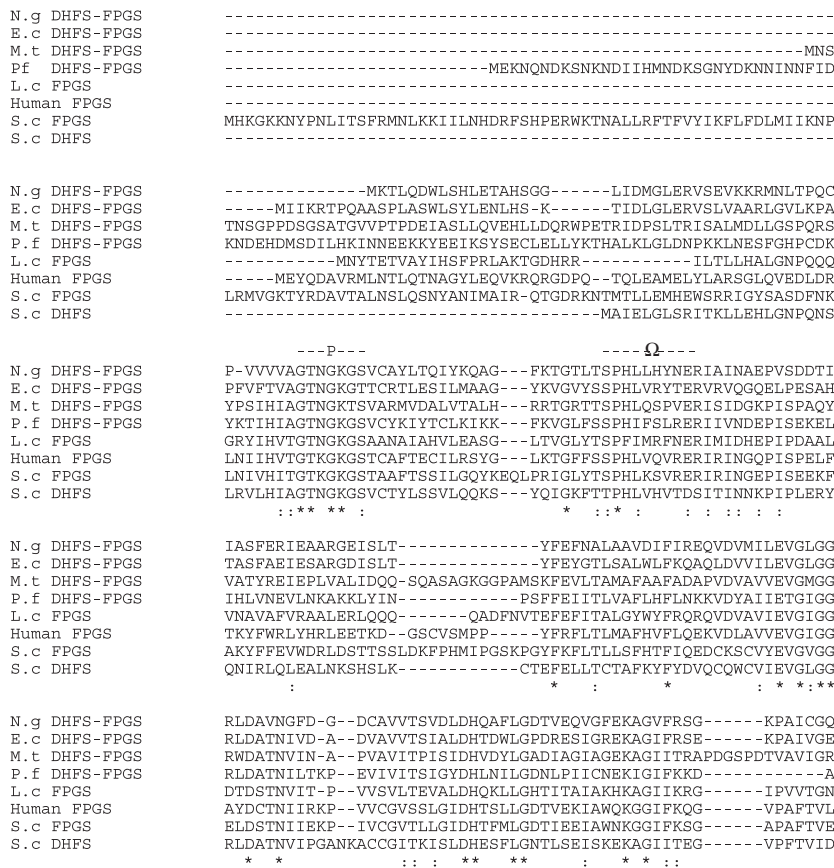 N.g DHFS-FPGS ------------------------------------------------------------
E.c DHFS-FPGS ------------------------------------------------------------
M.t DHFS-FPGS ---------------------------------------------------------MNS
Pf  DHFS-FPGS --------------------------MEKNQNDKSNKNDIIHMNDKSGNYDKNNINNFID
L.c FPGS ------------------------------------------------------------
Human FPGS ------------------------------------------------------------
S.c FPGS MHKGKKNYPNLITSFRMNLKKIILNHDRFSHPERWKTNALLRFTFVYIKFLFDLMIIKNP
S.c DHFS ------------------------------------------------------------
N.g DHFS-FPGS --------------MKTLQDWLSHLETAHSGG------LIDMGLERVSEVKKRMNLTPQC
E.c DHFS-FPGS -----MIIKRTPQAASPLASWLSYLENLHS-K------TIDLGLERVSLVAARLGVLKPA
M.t DHFS-FPGS TNSGPPDSGSATGVVPTPDEIASLLQVEHLLDQRWPETRIDPSLTRISALMDLLGSPQRS
P.f DHFS-FPGS KNDEHDMSDILHKINNEEKKYEEIKSYSECLELLYKTHALKLGLDNPKKLNESFGHPCDK
L.c FPGS -----------MNYTETVAYIHSFPRLAKTGDHRR------ILTLLHALGNPQQQ
Human FPGS -----MEYQDAVRMLNTLQTNAGYLEQVKRQRGDPQ--TQLEAMELYLARSGLQVEDLDR
S.c FPGS LRMVGKTYRDAVTALNSLQSNYANIMAIR-QTGDRKNTMTLLEMHEWSRRIGYSASDFNK
S.c DHFS -------------------------------------MAIELGLSRITKLLEHLGNPQNS
---P--- ----Ω----
N.g DHFS-FPGS P-VVVVAGTNGKGSVCAYLTQIYKQAG---FKTGTLTSPHLLHYNERIAINAEPVSDDTI
E.c DHFS-FPGS PFVFTVAGTNGKGTTCRTLESILMAAG---YKVGVYSSPHLVRYTERVRVQGQELPESAH
M.t DHFS-FPGS YPSIHIAGTNGKTSVARMVDALVTALH---RRTGRTTSPHLQSPVERISIDGKPISPAQY
P.f DHFS-FPGS YKTIHIAGTNGKGSVCYKIYTCLKIKK---FKVGLFSSPHIFSLRERIIVNDEPISEKEL
L.c FPGS GRYIHVTGTNGKGSAANAIAHVLEASG---LTVGLYTSPFIMRFNERIMIDHEPIPDAAL
Human FPGS LNIIHVTGTKGKGSTCAFTECILRSYG---LKTGFFSSPHLVQVRERIRINGQPISPELF
S.c FPGS LNIVHITGTKGKGSTAAFTSSILGQYKEQLPRIGLYTSPHLKSVRERIRINGEPISEEKF
S.c DHFS LRVLHIAGTNGKGSVCTYLSSVLQQKS---YQIGKFTTPHLVHVTDSITINNKPIPLERY
::** ** : * ::* : : : :: : :
N.g DHFS-FPGS IASFERIEAARGEISLT--------------YFEFNALAAVDIFIREQVDVMILEVGLGG
E.c DHFS-FPGS TASFAEIESARGDISLT--------------YFEYGTLSALWLFKQAQLDVVILEVGLGG
M.t DHFS-FPGS VATYREIEPLVALIDQQ-SQASAGKGGPAMSKFEVLTAMAFAAFADAPVDVAVVEVGMGG
P.f DHFS-FPGS IHLVNEVLNKAKKLYIN------------PSFFEIITLVAFLHFLNKKVDYAIIETGIGG
L.c FPGS VNAVAFVRAALERLQQQ-------QADFNVTEFEFITALGYWYFRQRQVDVAVIEVGIGG
Human FPGS TKYFWRLYHRLEETKD--GSCVSMPP-----YFRFLTLMAFHVFLQEKVDLAVVEVGIGG
S.c FPGS AKYFFEVWDRLDSTTSSLDKFPHMIPGSKPGYFKFLTLLSFHTFIQEDCKSCVYEVGVGG
S.c DHFS QNIRLQLEALNKSHSLK------------CTEFELLTCTAFKYFYDVQCQWCVIEVGLGG
: * : * : * *:**
N.g DHFS-FPGS RLDAVNGFD-G--DCAVVTSVDLDHQAFLGDTVEQVGFEKAGVFRSG------KPAICGQ
E.c DHFS-FPGS RLDATNIVD-A--DVAVVTSIALDHTDWLGPDRESIGREKAGIFRSE------KPAIVGE
M.t DHFS-FPGS RWDATNVIN-A--PVAVITPISIDHVDYLGADIAGIAGEKAGIITRAPDGSPDTVAVIGR
P.f DHFS-FPGS RLDATNILTKP--EVIVITSIGYDHLNILGDNLPIICNEKIGIFKKD------------A
L.c FPGS DTDSTNVIT-P--VVSVLTEVALDHQKLLGHTITAIAKHKAGIIKRG------IPVVTGN
Human FPGS AYDCTNIIRKP--VVCGVSSLGIDHTSLLGDTVEKIAWQKGGIFKQG------VPAFTVL
S.c FPGS ELDSTNIIEKP--IVCGVTLLGIDHTFMLGDTIEEIAWNKGGIFKSG------APAFTVE
S.c DHFS RLDATNVIPGANKACCGITKISLDHESFLGNTLSEISKEKAGIITEG------VPFTVID
* * :: : ** ** : * * ::